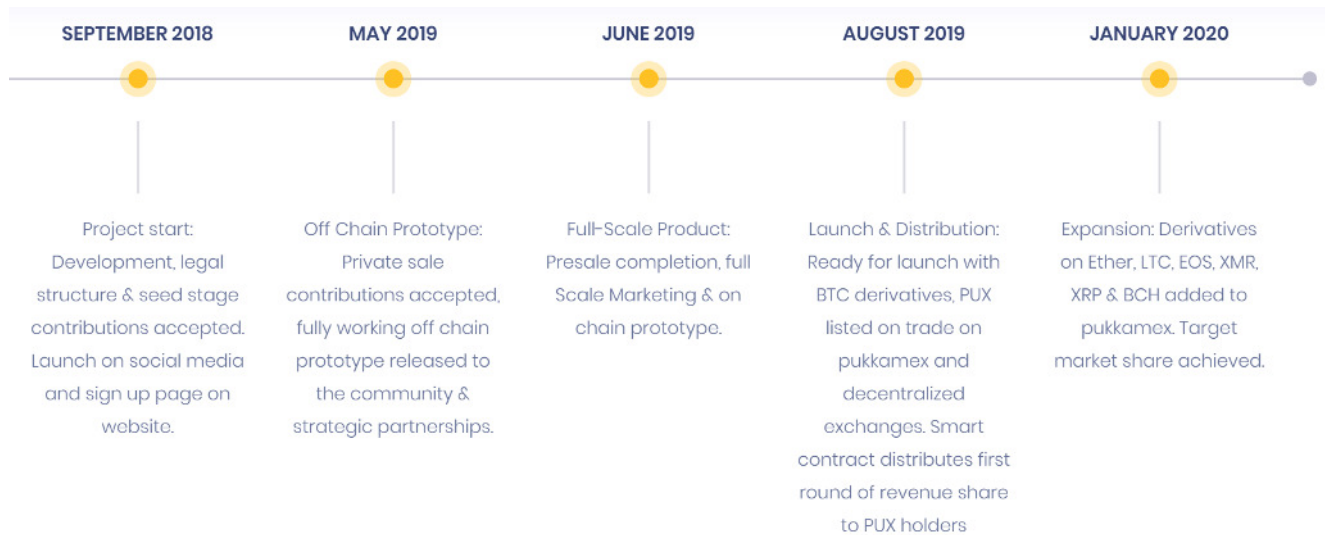 SEPTEMBER 2018
MAY 2019
JUNE 2019
AUGUST 2019
JANUARY 2020
Project start:
Development, legal
structure & seed stage
contributions accepted.
Launch on social media
and sign up page on
website.
Off Chain Prototype:
Private sale
contributions accepted,
fully working off chain
prototype released to
the community &
strategic partnerships.
Full-Scale Product:
Presale completion, full
Scale Marketing & on
chain prototype.
Launch & Distribution:
Ready for launch with
BTC derivatives, PUX
listed on trade on
pukkamex and
decentralized
exchanges. Smart
contract distributes first
round of revenue share
to PUX holders
Expansion: Derivatives
on Ether, LTC, EOS, XMR,
XRP & BCH added to
pukkamex. Target
market share achieved.